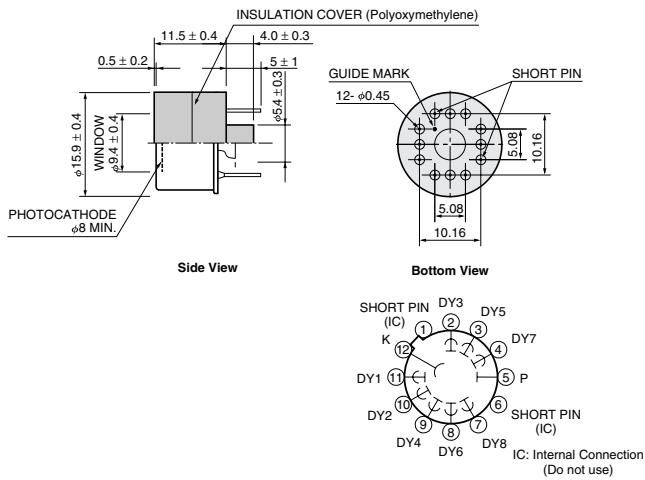 INSULATION COVER (Polyoxymethylene)
11.5 ± 0.4
4.0 ± 0.3
0.5 ± 0.2
5 ± 1
φ5.4 ± 0.3
φ15.9 ± 0.4
WINDOW
φ9.4 ± 0.4
PHOTOCATHODE
φ8 MIN.
Side View
GUIDE MARK
SHORT PIN
12- φ0.45
5.08
10.16
5.08
10.16
Bottom View
SHORT PIN
(IC)
DY3
DY5
DY7
K
1
2
3
4
12
DY1
11
5
P
10
6
DY2
9
8
7
SHORT PIN
(IC)
DY4
DY6
DY8
IC: Internal Connection
(Do not use)